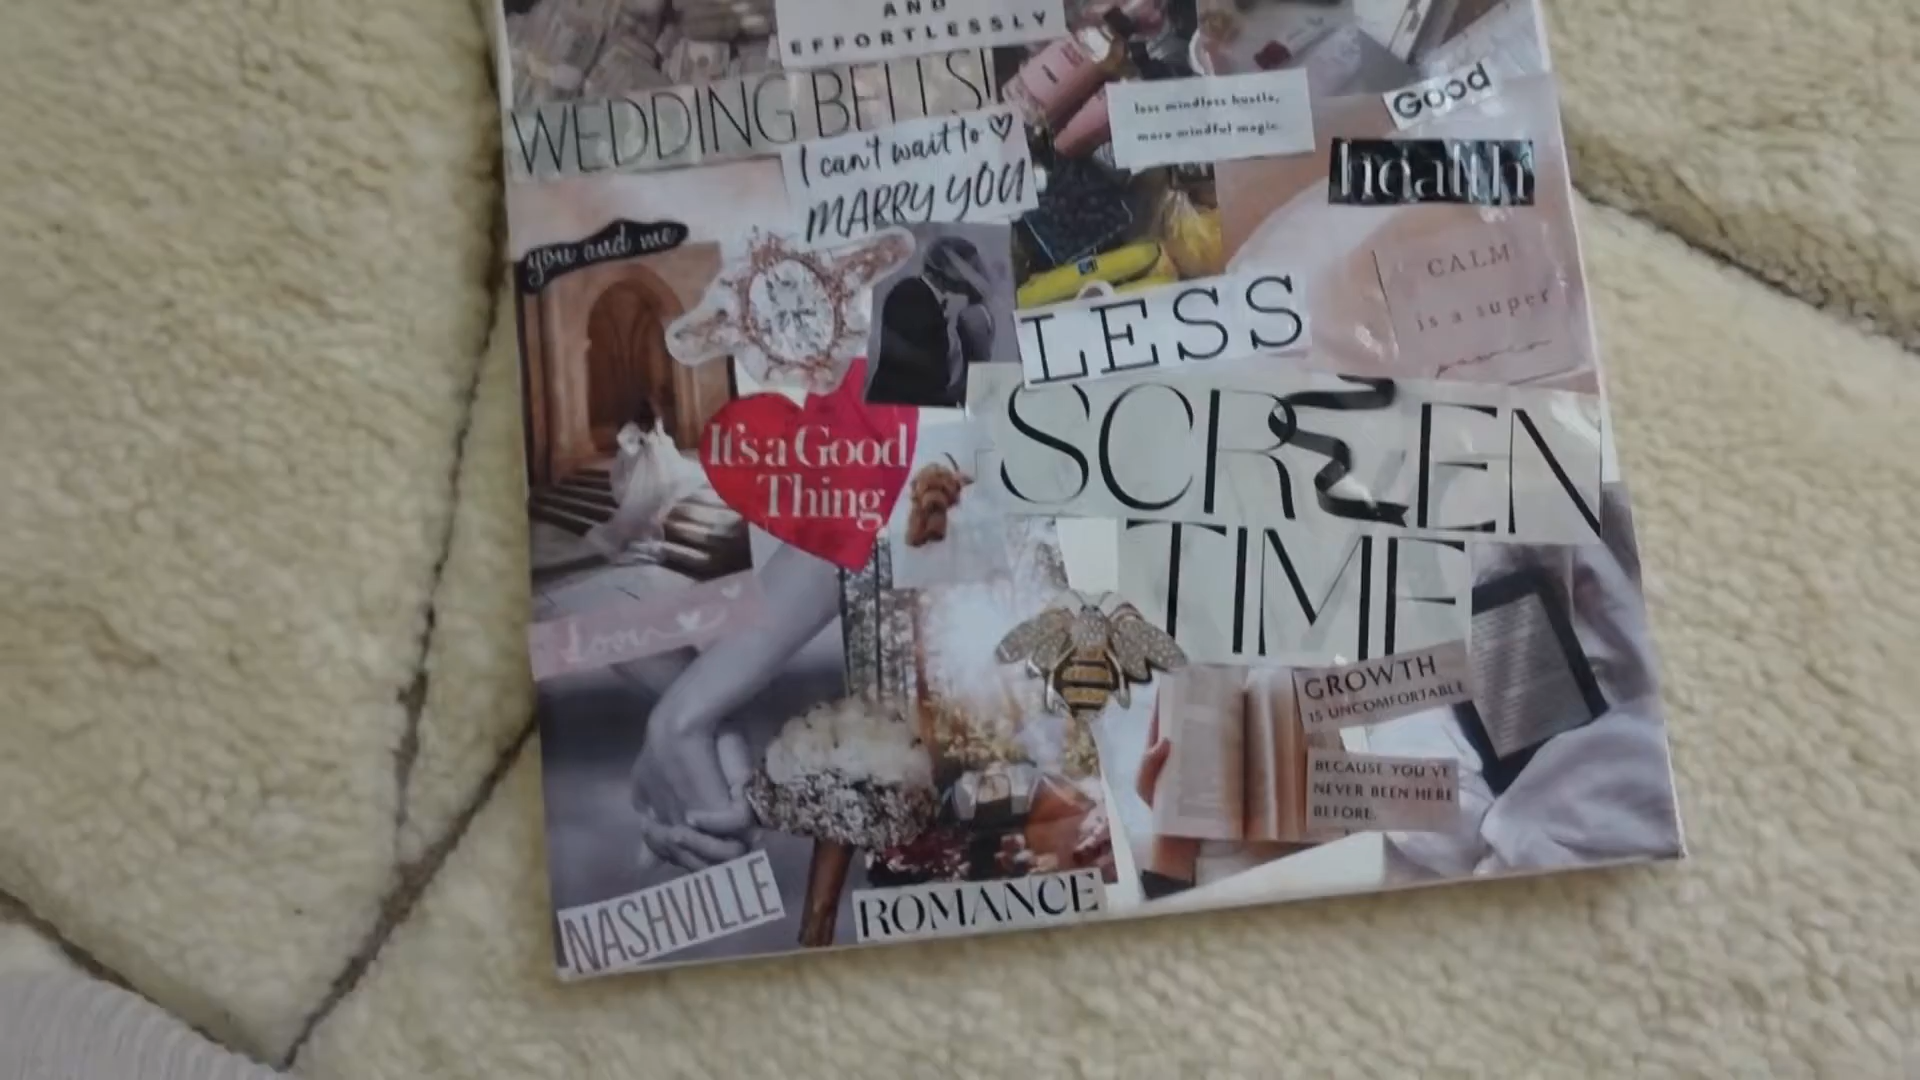 AND
EFFORTLESSLY
WEDDING BELLS!
I can't wait to
MARRY YOU
less mindless hustle,
more mindful magic.
Good
health
you and me
CALM
is a super
power
LESS
SCREEN
TIME
It's a Good
Thing
love
GROWTH
IS UNCOMFORTABLE
BECAUSE YOU'VE
NEVER BEEN HERE
BEFORE.
NASHVILLE
ROMANCE